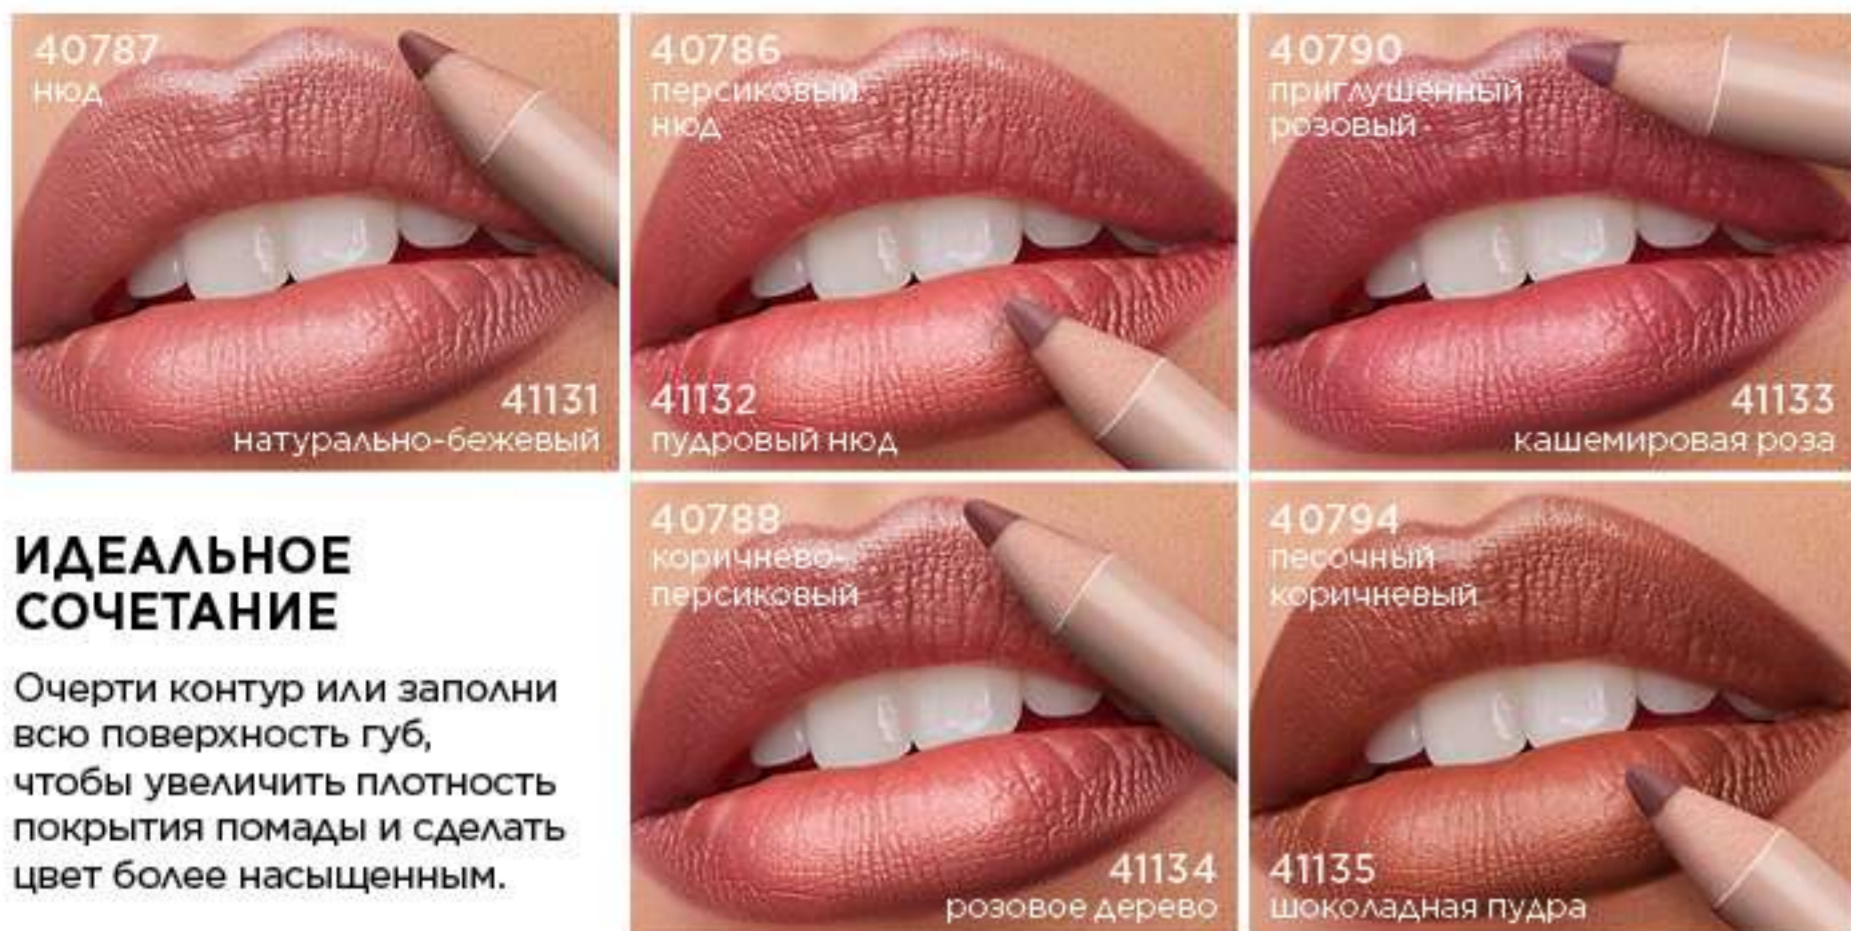 40787
нюд
41131
натурально-бежевый
40786
персиковый
нюд
41132
пудровый нюд
40790
приглушенный
розовый
41133
кашемировая роза
ИДЕАЛЬНОЕ
СОЧЕТАНИЕ
Очерти контур или заполни
всю поверхность губ,
чтобы увеличить плотность
покрытия помады и сделать
цвет более насыщенным.
40788
коричнево-
персиковый
41134
розовое дерево
40794
песочный
коричневый
41135
шоколадная пудра